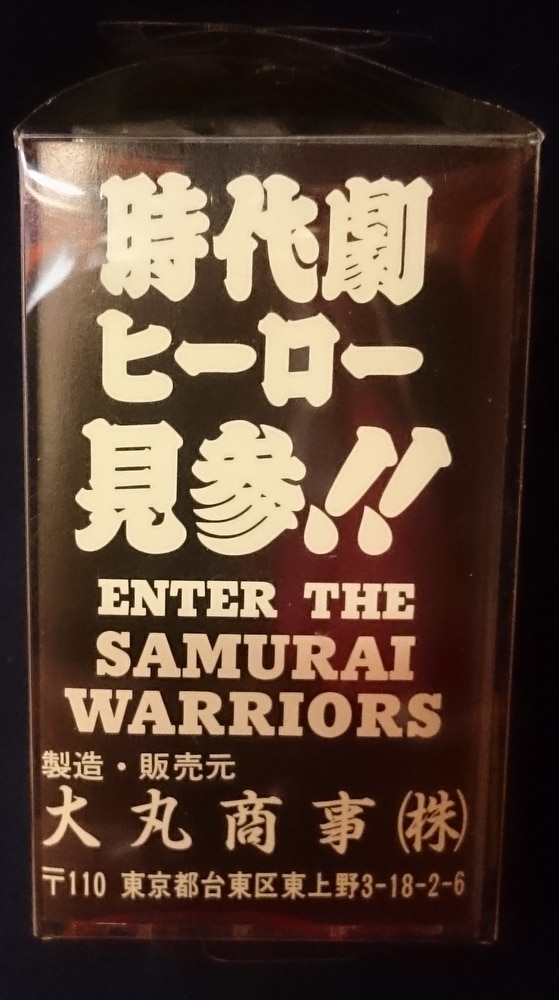 時代劇
ヒーロー
見参!!
ENTER THE
SAMURAI
WARRIORS
製造・販売元
大丸商事㈱
〒110 東京都台東区東上野3-18-2-6